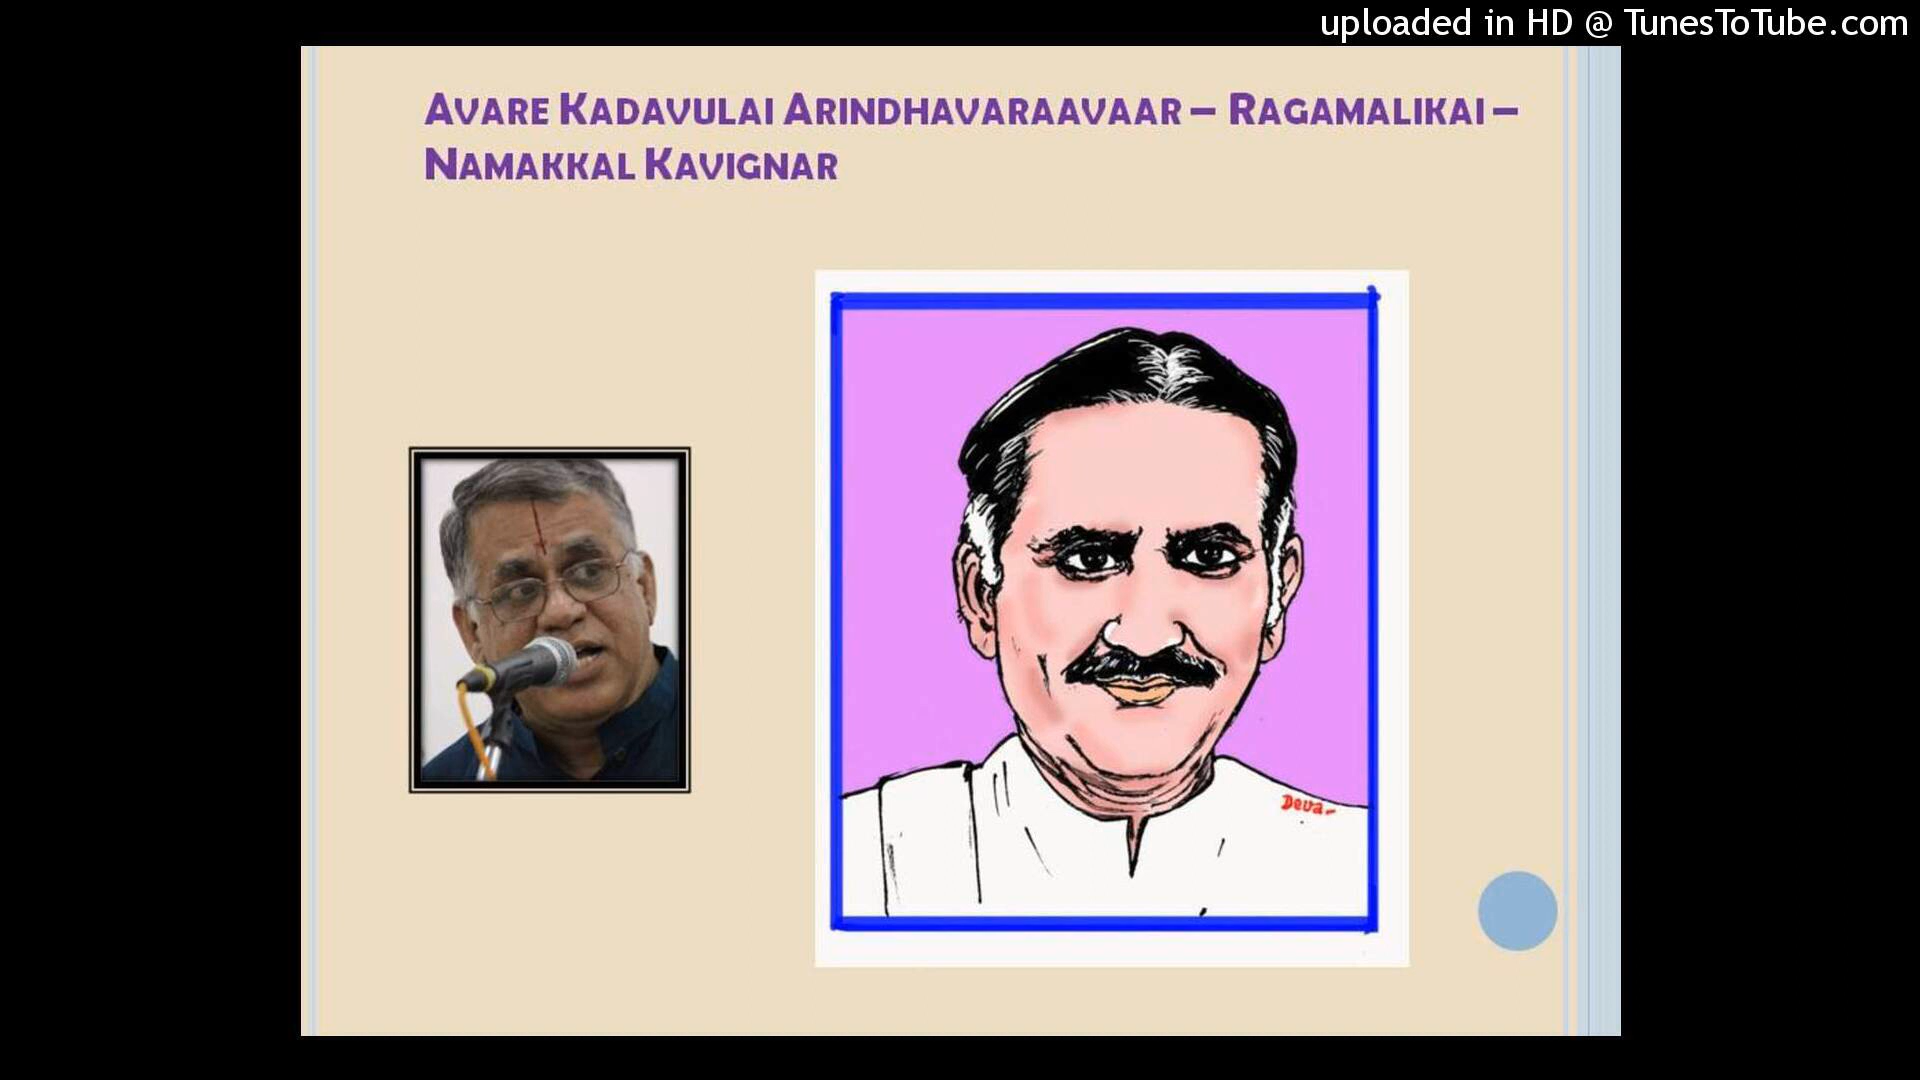 uploaded in HD @ TunesToTube.com
AVARE KADAVULAI ARINDHAVARAAVAAR – RAGAMALIKAI –
NAMAKKAL KAVIGNAR
Deva-